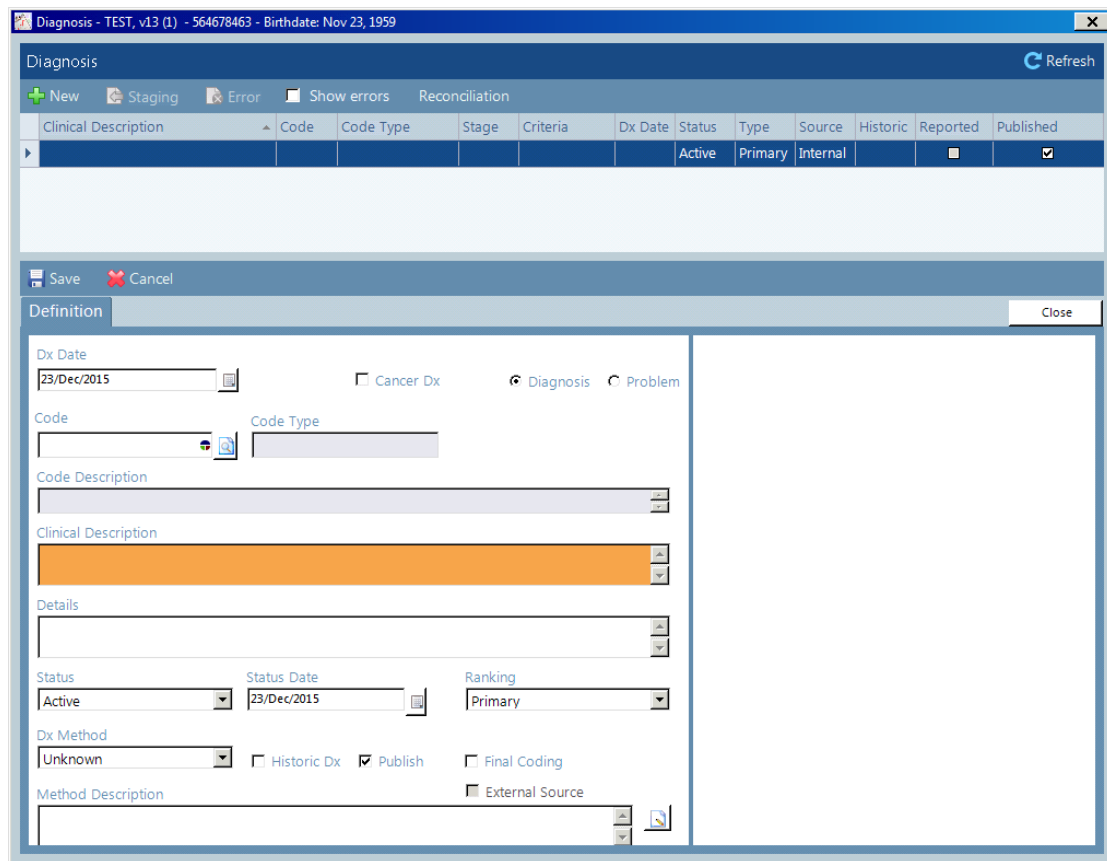 Diagnosis - TEST, v13 (1) - 564678463 - Birthdate: Nov 23, 1959
Diagnosis Refresh
New Staging Error Show errors Reconciliation
Clinical Description Code Code Type Stage Criteria Dx Date Status Type Source Historic Reported Published
Active Primary Internal
Save Cancel
Definition Close
Dx Date
23/Dec/2015 Cancer Dx Diagnosis Problem
Code Code Type
Code Description
Clinical Description
Details
Status Status Date Ranking
Active 23/Dec/2015 Primary
Dx Method
Unknown Historic Dx Publish Final Coding
Method Description External Source